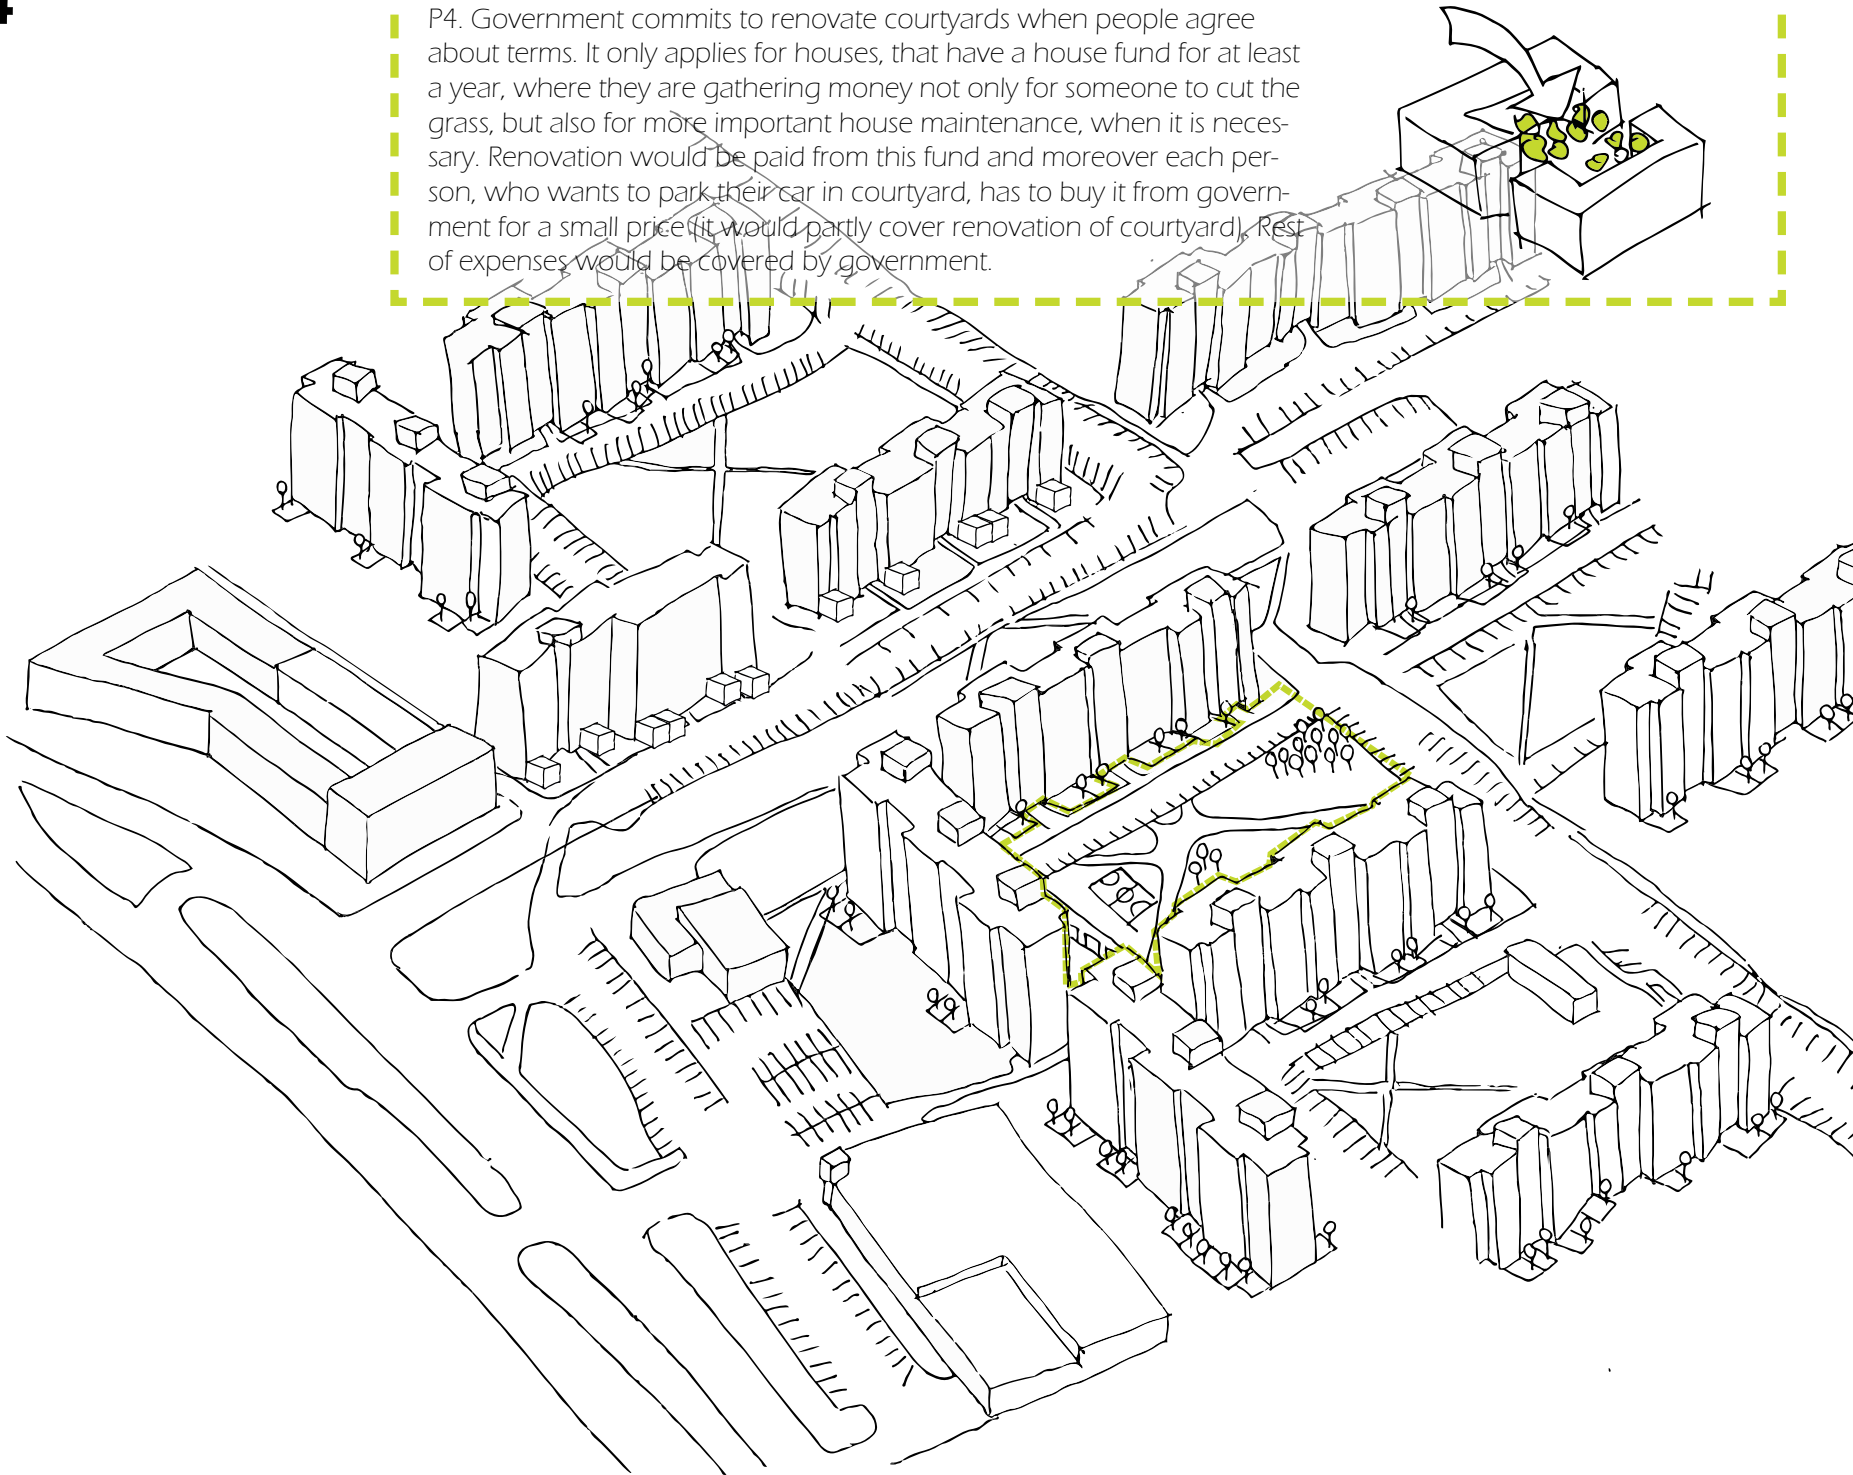 P4. Government commits to renovate courtyards when people agree
about terms. It only applies for houses, that have a house fund for at least
a year, where they are gathering money not only for someone to cut the
grass, but also for more important house maintenance, when it is neces-
sary. Renovation would be paid from this fund and moreover each per-
son, who wants to park their car in courtyard, has to buy it from govern-
ment for a small price (it would partly cover renovation of courtyard). Rest
of expenses would be covered by government.